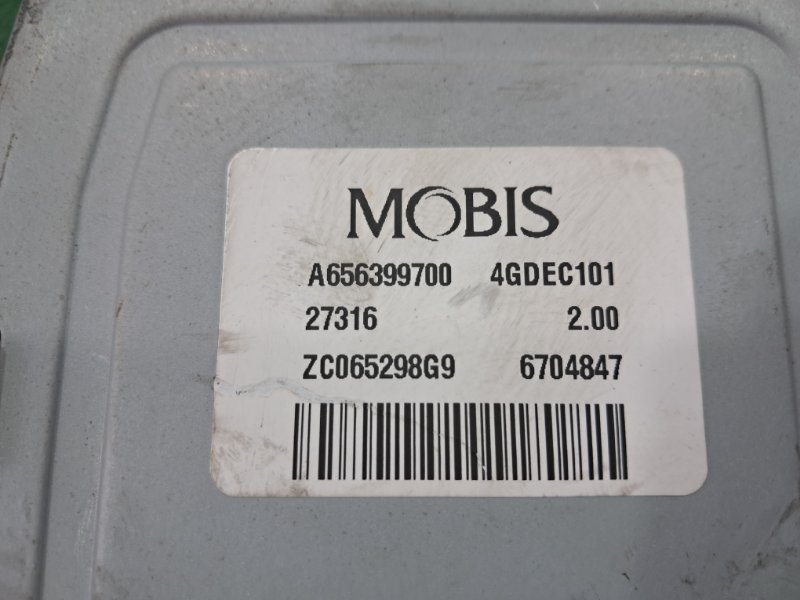 MOBIS
A656399700 4GDEC101
27316 2.00
ZC065298G9 6704847